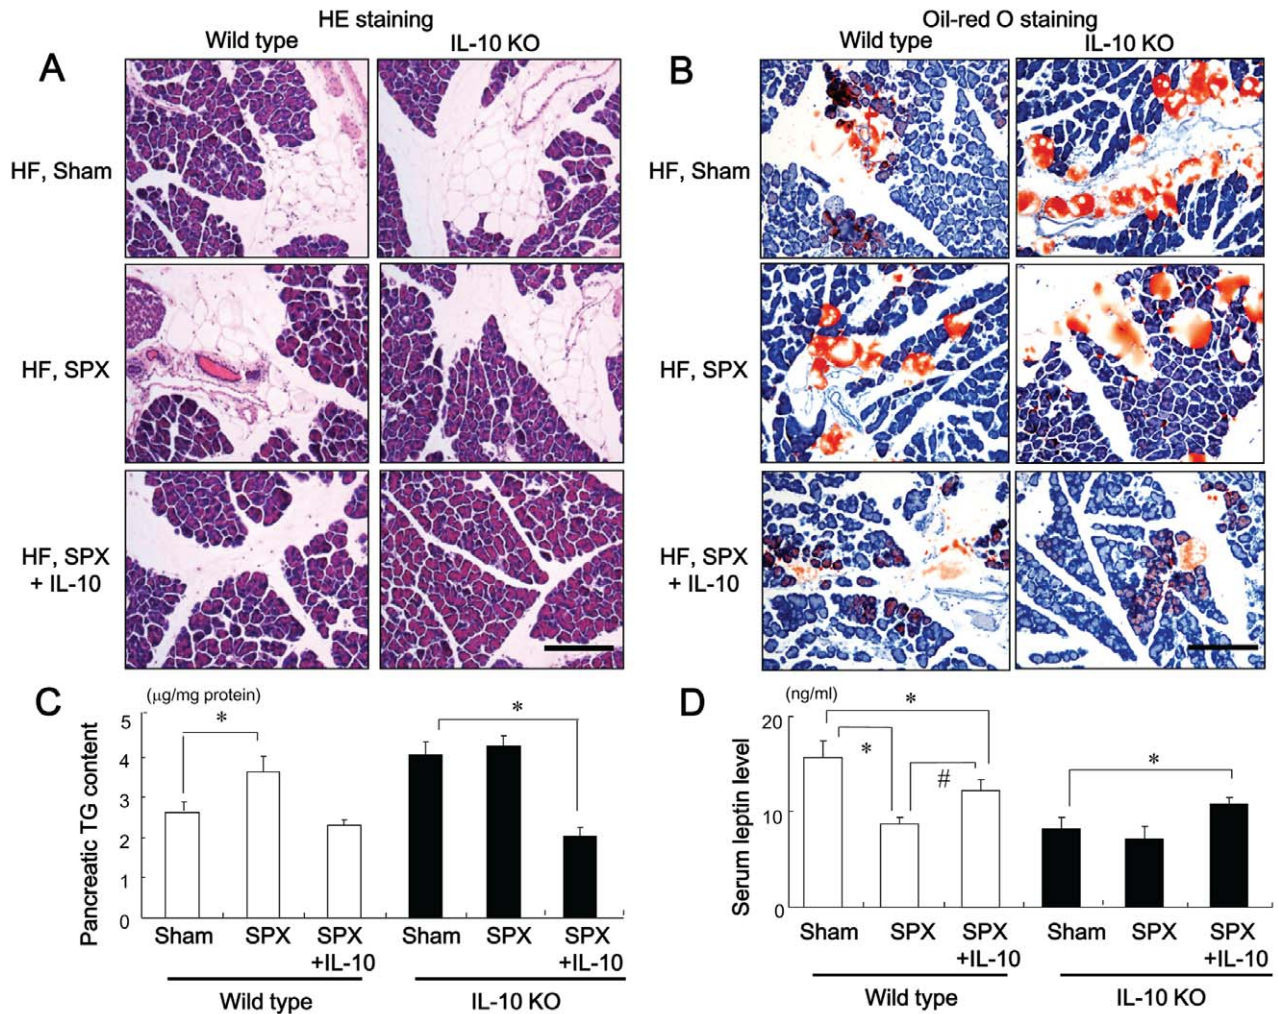 HE staining
Wild type IL-10 KO
A
HF, Sham
HF, SPX
HF, SPX
+ IL-10
Oil-red O staining
Wild type IL-10 KO
B
HF, Sham
HF, SPX
HF, SPX
+ IL-10
C
(μg/mg protein)
Pancreatic TG content
5
4
3
2
1
0
*
*
Sham SPX SPX Sham SPX SPX
+IL-10 +IL-10
Wild type IL-10 KO
D
(ng/ml)
Serum leptin level
20
10
0
*
*
#
*
Sham SPX SPX Sham SPX SPX
+IL-10 +IL-10
Wild type IL-10 KO